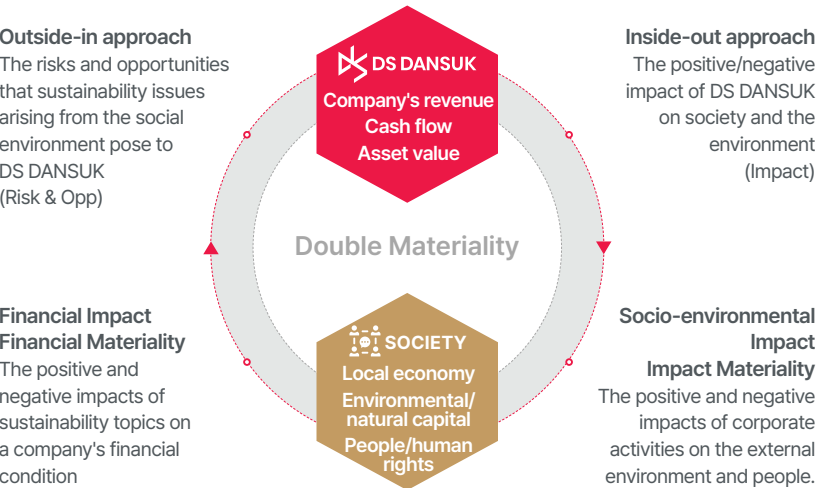 Outside-in approach
The risks and opportunities
that sustainability issues
arising from the social
environment pose to
DS DANSUK
(Risk & Opp)
DS DANSUK
Company's revenue
Cash flow
Asset value
Inside-out approach
The positive/negative
impact of DS DANSUK
on society and the
environment
(Impact)
Double Materiality
Financial Impact
Financial Materiality
The positive and
negative impacts of
sustainability topics on
a company's financial
condition
SOCIETY
Local economy
Environmental/
natural capital
People/human
rights
Socio-environmental
Impact
Impact Materiality
The positive and negative
impacts of corporate
activities on the external
environment and people.